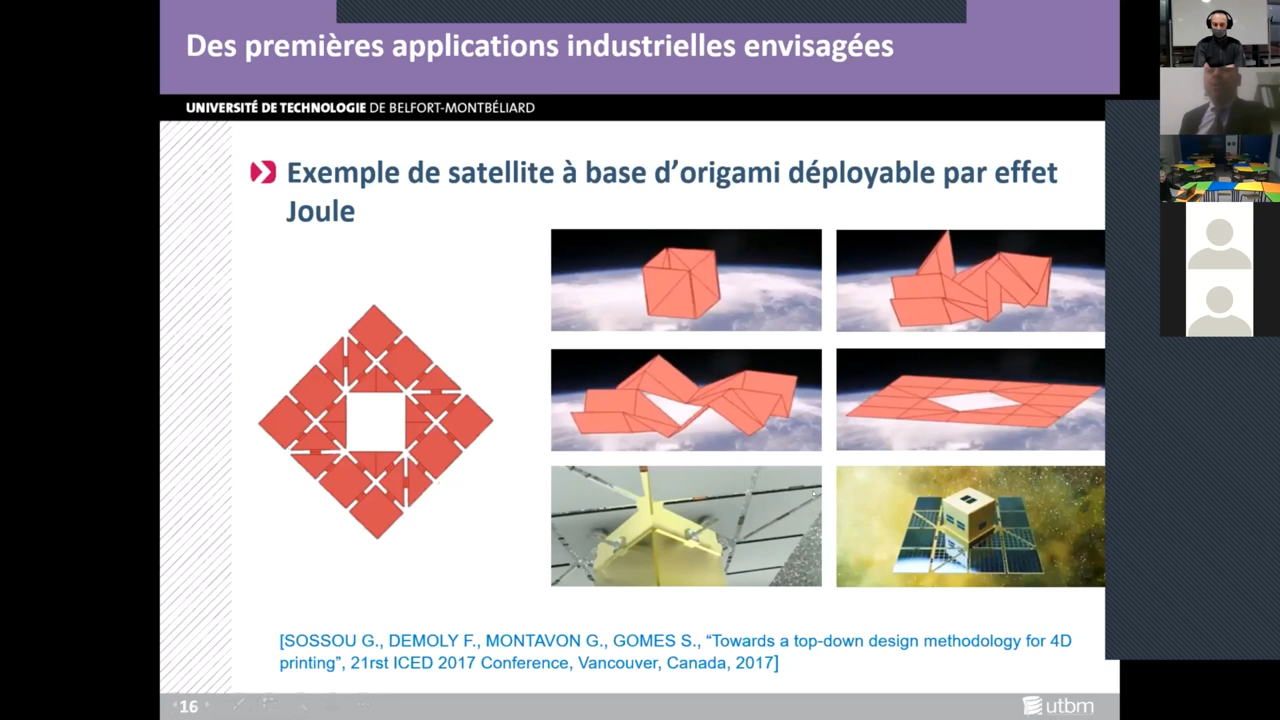 Des premières applications industrielles envisagées
UNIVERSITÉ DE TECHNOLOGIE DE BELFORT-MONTBÉLIARD
Exemple de satellite à base d’origami déployable par effet
Joule
[SOSSOU G., DEMOLY F., MONTAVON G., GOMES S., “Towards a top-down design methodology for 4D
printing”, 21rst ICED 2017 Conference, Vancouver, Canada, 2017]
16
utbm